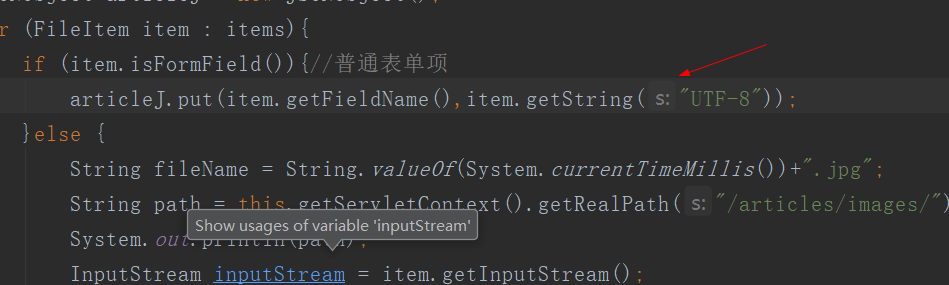 r (FileItem item : items){
if (item.isFormField()){//普通表单项
articleJ.put(item.getFieldName(),item.getString( s: "UTF-8"));
}else {
String fileName = String.valueOf(System.currentTimeMillis())+".jpg";
String path = this.getServletContext().getRealPath( s: "/articles/images/")
Show usages of variable 'inputStream'
System.out.println(path);
InputStream inputStream = item.getInputStream();